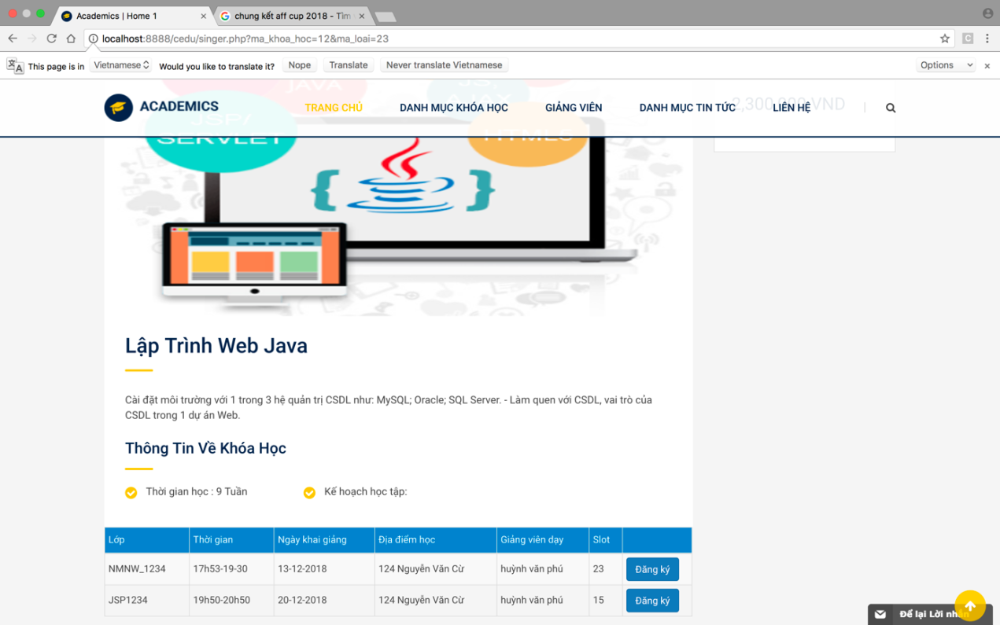 Academics | Home 1
chung kết aff cup 2018 - Tìm
localhost:8888/cedu/singer.php?ma_khoa_hoc=12&ma_loai=23
This page is in Vietnamese Would you like to translate it? Nope Translate Never translate Vietnamese Options
JAVA
JS
AJAX
ACADEMICS TRANG CHỦ DANH MỤC KHÓA HỌC GIẢNG VIÊN DANH MỤC TIN TỨC LIÊN HỆ
2,300,000 VND
JSP/
SERVLET
HTML5
Lập Trình Web Java
Cài đặt môi trường với 1 trong 3 hệ quản trị CSDL như: MySQL; Oracle; SQL Server. - Làm quen với CSDL, vai trò của
CSDL trong 1 dự án Web.
Thông Tin Về Khóa Học
Thời gian học : 9 Tuần Kế hoạch học tập:
Lớp Thời gian Ngày khai giảng Địa điểm học Giảng viên dạy Slot
NMNW_1234 17h53-19-30 13-12-2018 124 Nguyễn Văn Cừ huỳnh văn phú 23 Đăng ký
JSP1234 19h50-20h50 20-12-2018 124 Nguyễn Văn Cừ huỳnh văn phú 15 Đăng ký
Để lại Lời nhắn